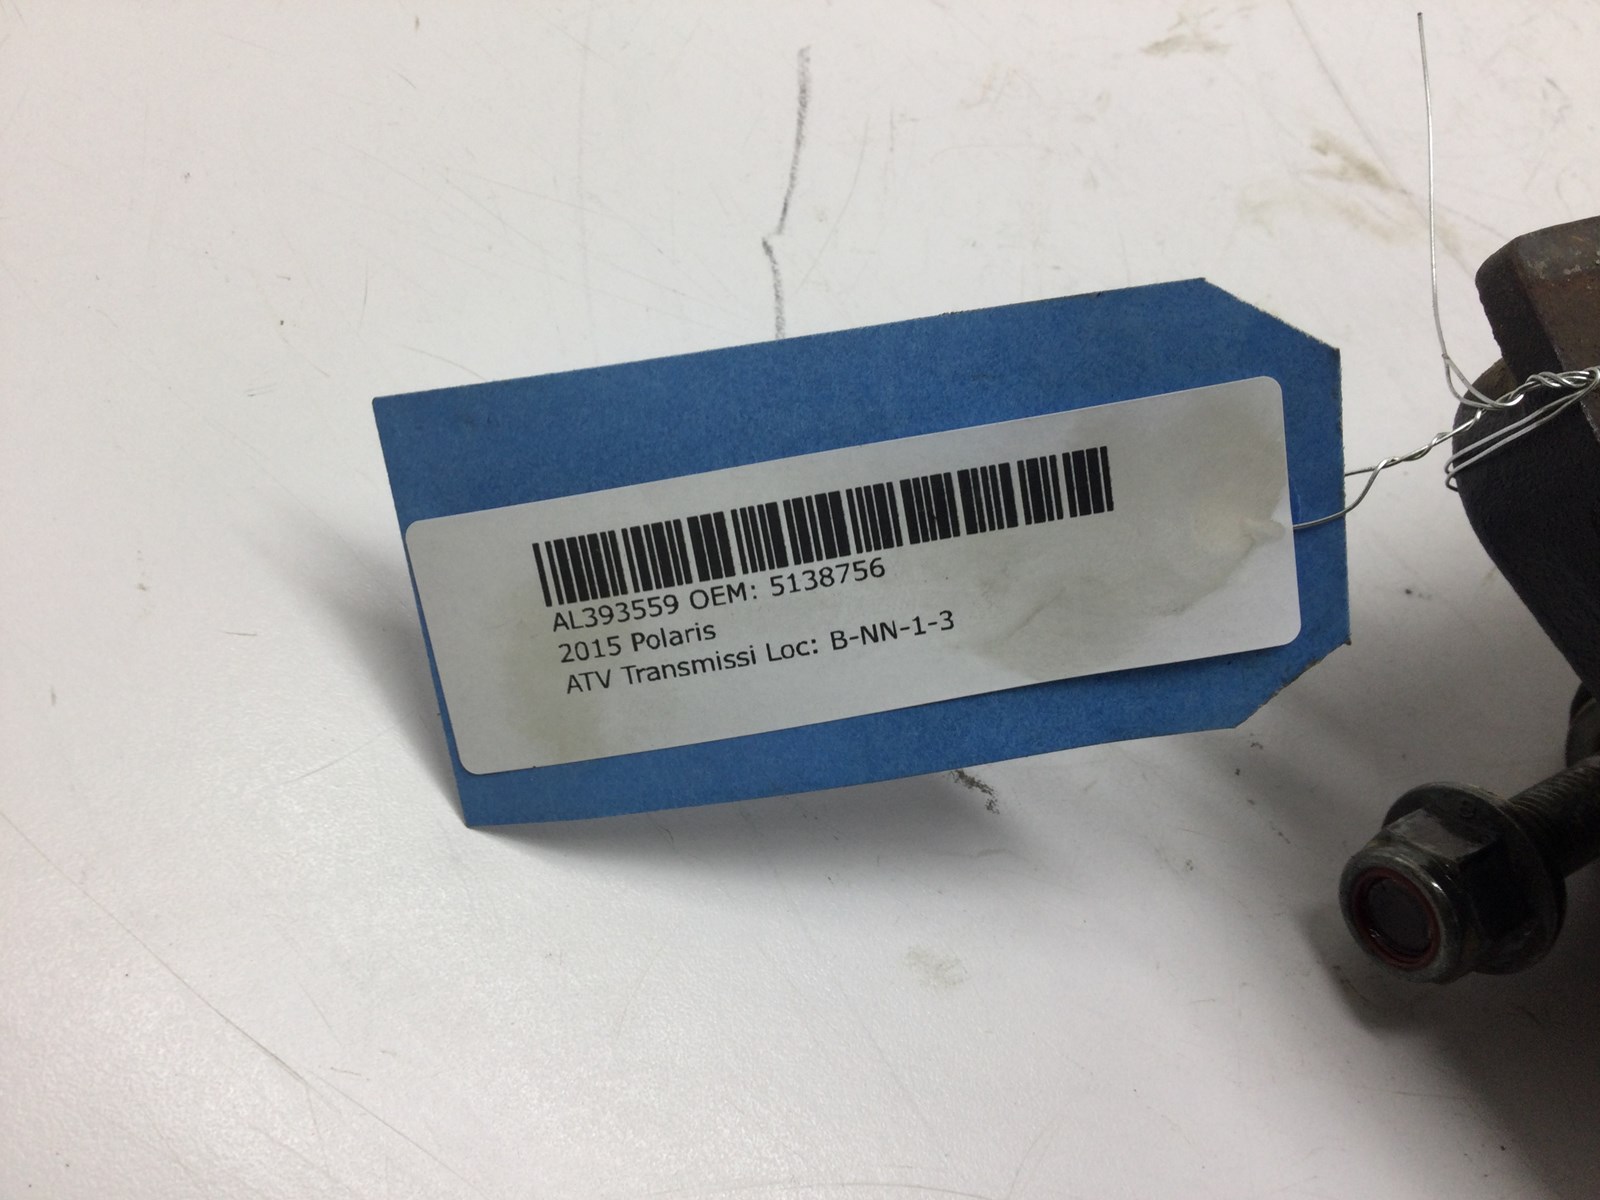 AL393559 OEM: 5138756
2015 Polaris
ATV Transmissi Loc: B-NN-1-3